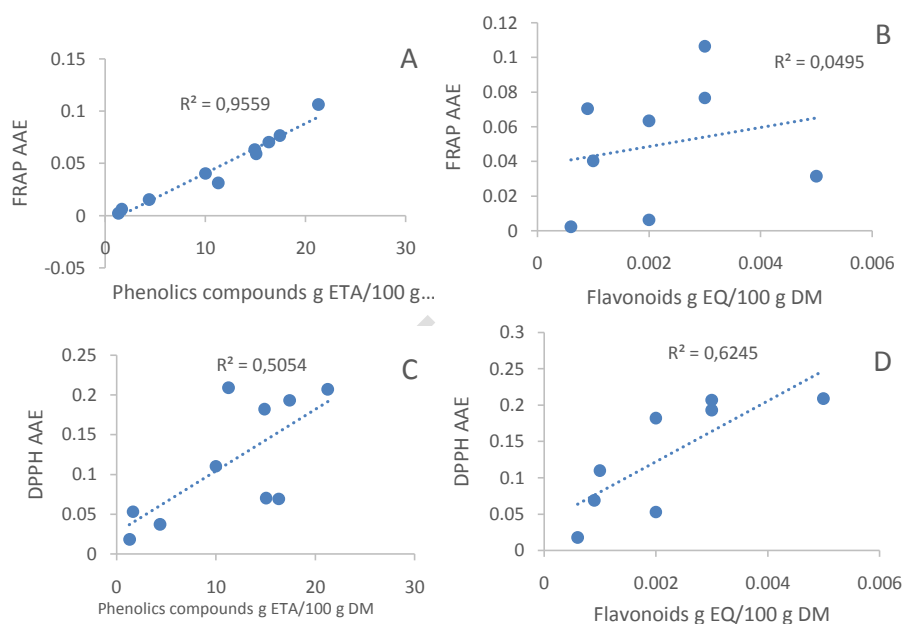 A
R² = 0,9559
FRAP AAE
0.15
0.1
0.05
0
-0.05
0
10
20
30
Phenolics compounds g ETA/100 g...
B
R² = 0,0495
FRAP AAE
0.12
0.1
0.08
0.06
0.04
0.02
0
0
0.002
0.004
0.006
Flavonoids g EQ/100 g DM
C
R² = 0,5054
DPPH AAE
0.25
0.2
0.15
0.1
0.05
0
0
10
20
30
Phenolics compounds g ETA/100 g DM
D
R² = 0,6245
DPPH AAE
0.3
0.25
0.2
0.15
0.1
0.05
0
0
0.002
0.004
0.006
Flavonoids g EQ/100 g DM